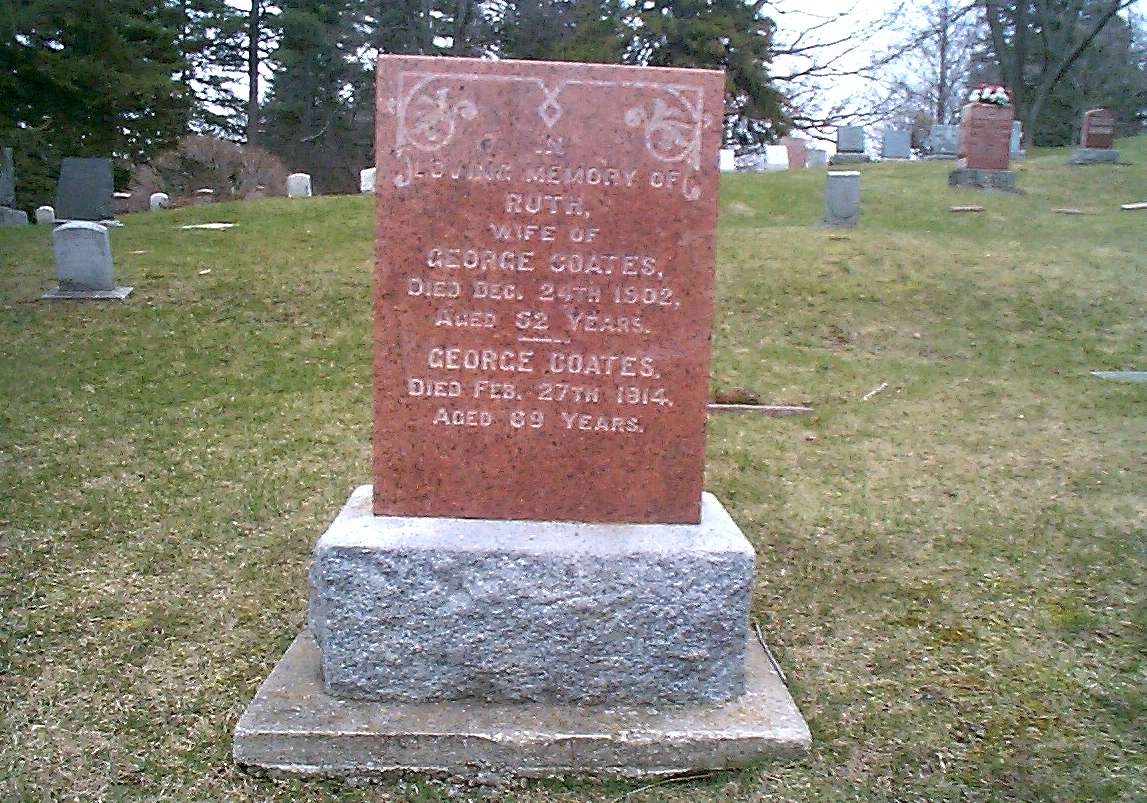 IN
LOVING MEMORY OF
RUTH,
WIFE OF
GEORGE COATES,
DIED DEC. 24TH 1902,
AGED 52 YEARS.
GEORGE COATES,
DIED FEB. 27TH 1914,
AGED 69 YEARS.